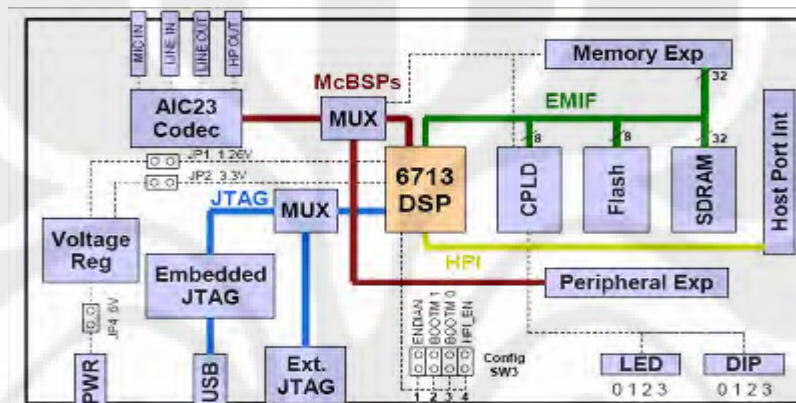 MIC IN
LINE IN
LINE OUT
HP OUT
AIC23
Codec
McBSPs
MUX
Memory Exp
32
EMIF
8
8
32
CPLD
Flash
SDRAM
Host Port Int
JP1 1.26V
JP2 3.3V
6713
DSP
JTAG
MUX
Voltage
Reg
Embedded
JTAG
HPI
Peripheral Exp
JP4 5V
ENDIAN
BOOTM 1
BOOTM 0
HPI_EN
Config
SW3
1 2 3 4
PWR
USB
Ext.
JTAG
LED
DIP
0 1 2 3
0 1 2 3